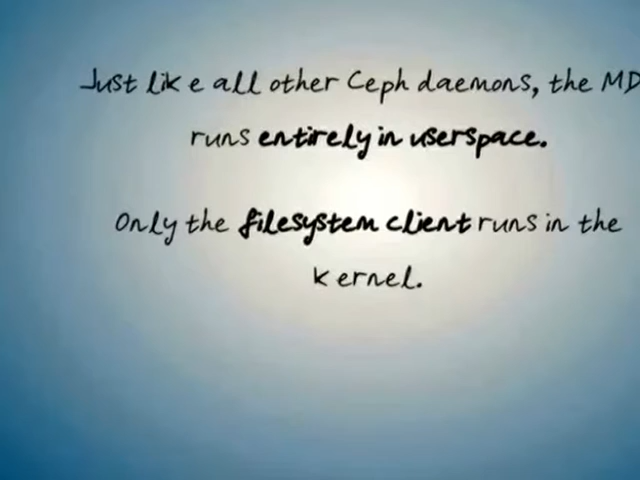 Just like all other Ceph daemons, the MD
runs entirely in userspace.
Only the filesystem client runs in the
kernel.